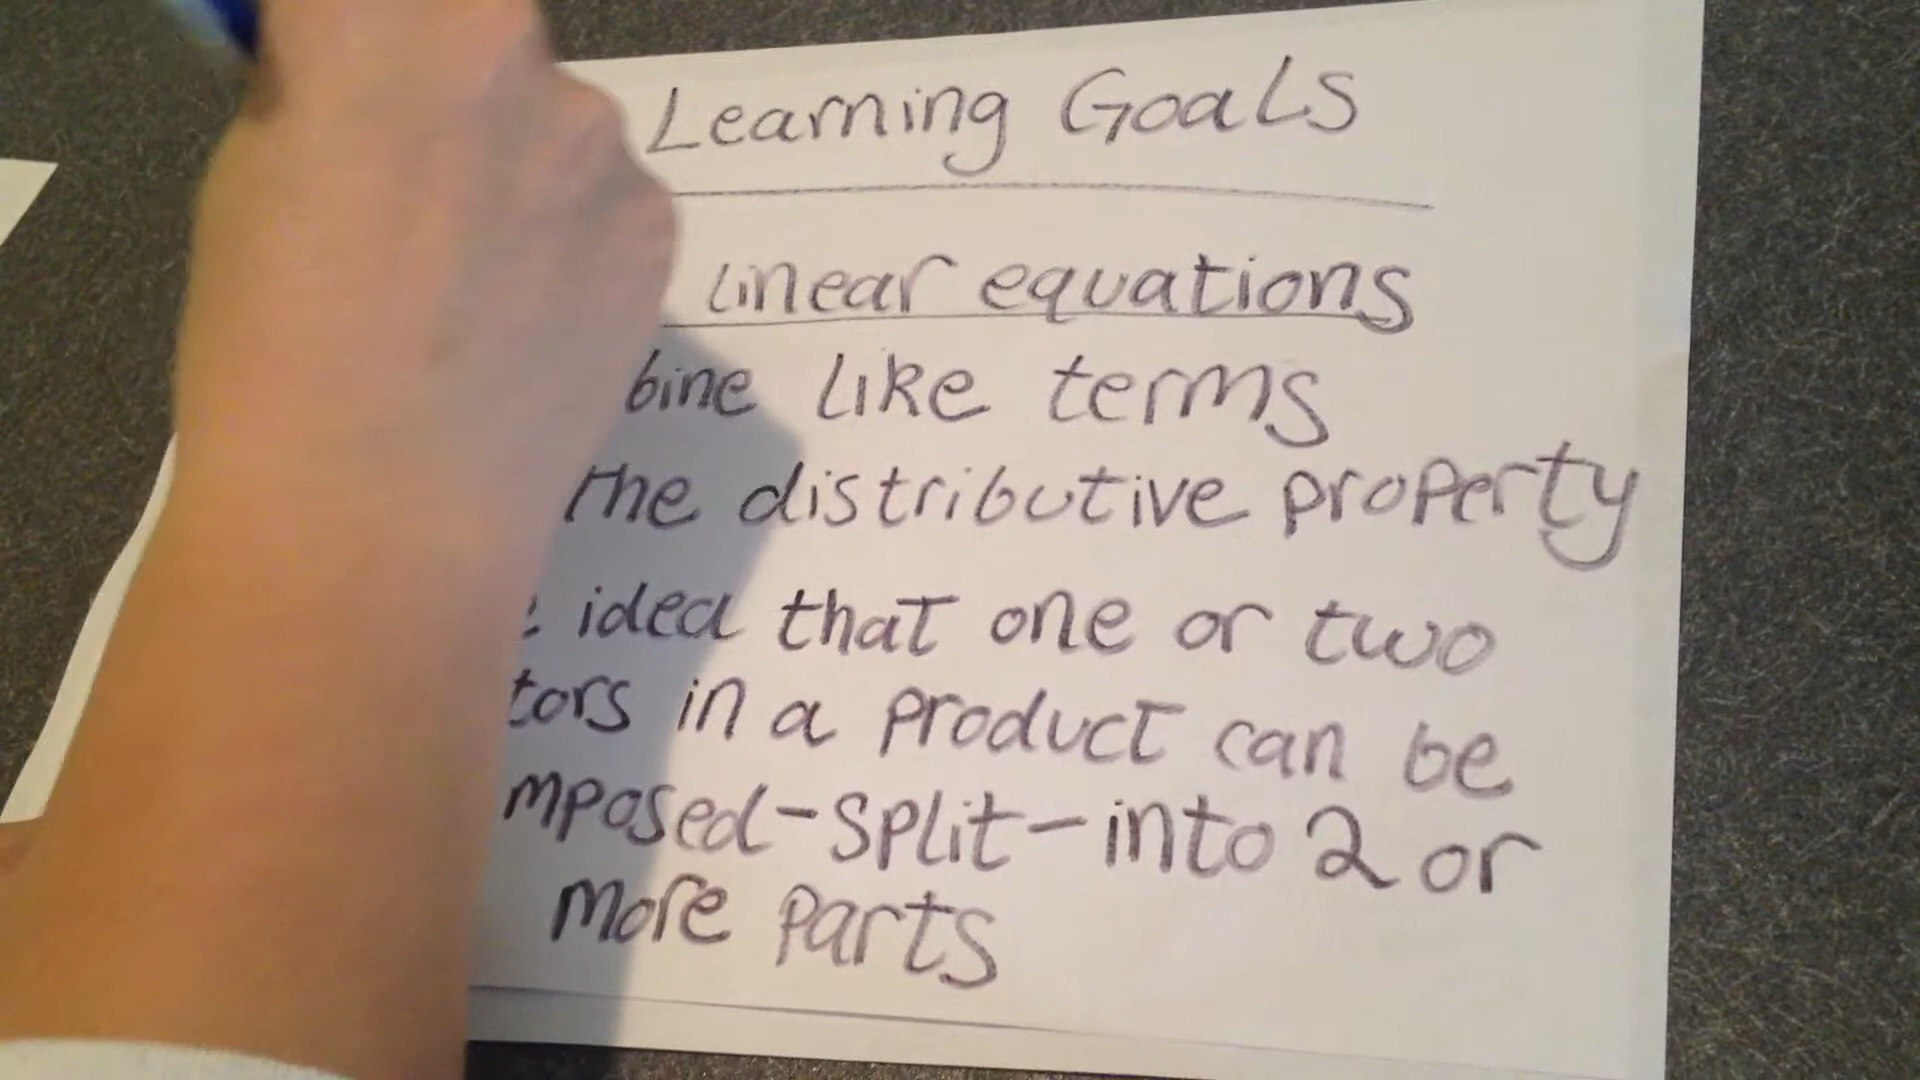 Learning Goals
linear equations
bine like terms
the distributive property
idea that one or two
tors in a product can be
mposed-split-into 2 or
more parts